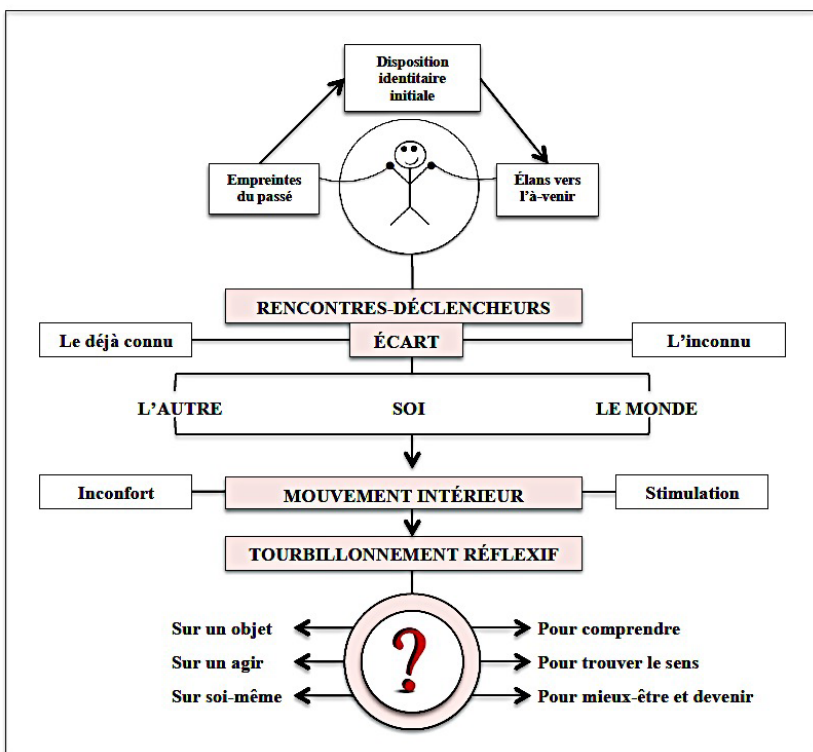 Disposition
identitaire
initiale
Empreintes
du passé
Élans vers
l'à-venir
RENCONTRES-DÉCLENCHEURS
Le déjà connu
ÉCART
L'inconnu
L'AUTRE
SOI
LE MONDE
Inconfort
MOUVEMENT INTÉRIEUR
Stimulation
TOURBILLONNEMENT RÉFLEXIF
Sur un objet
Pour comprendre
?
Sur un agir
Pour trouver le sens
Sur soi-même
Pour mieux-être et devenir